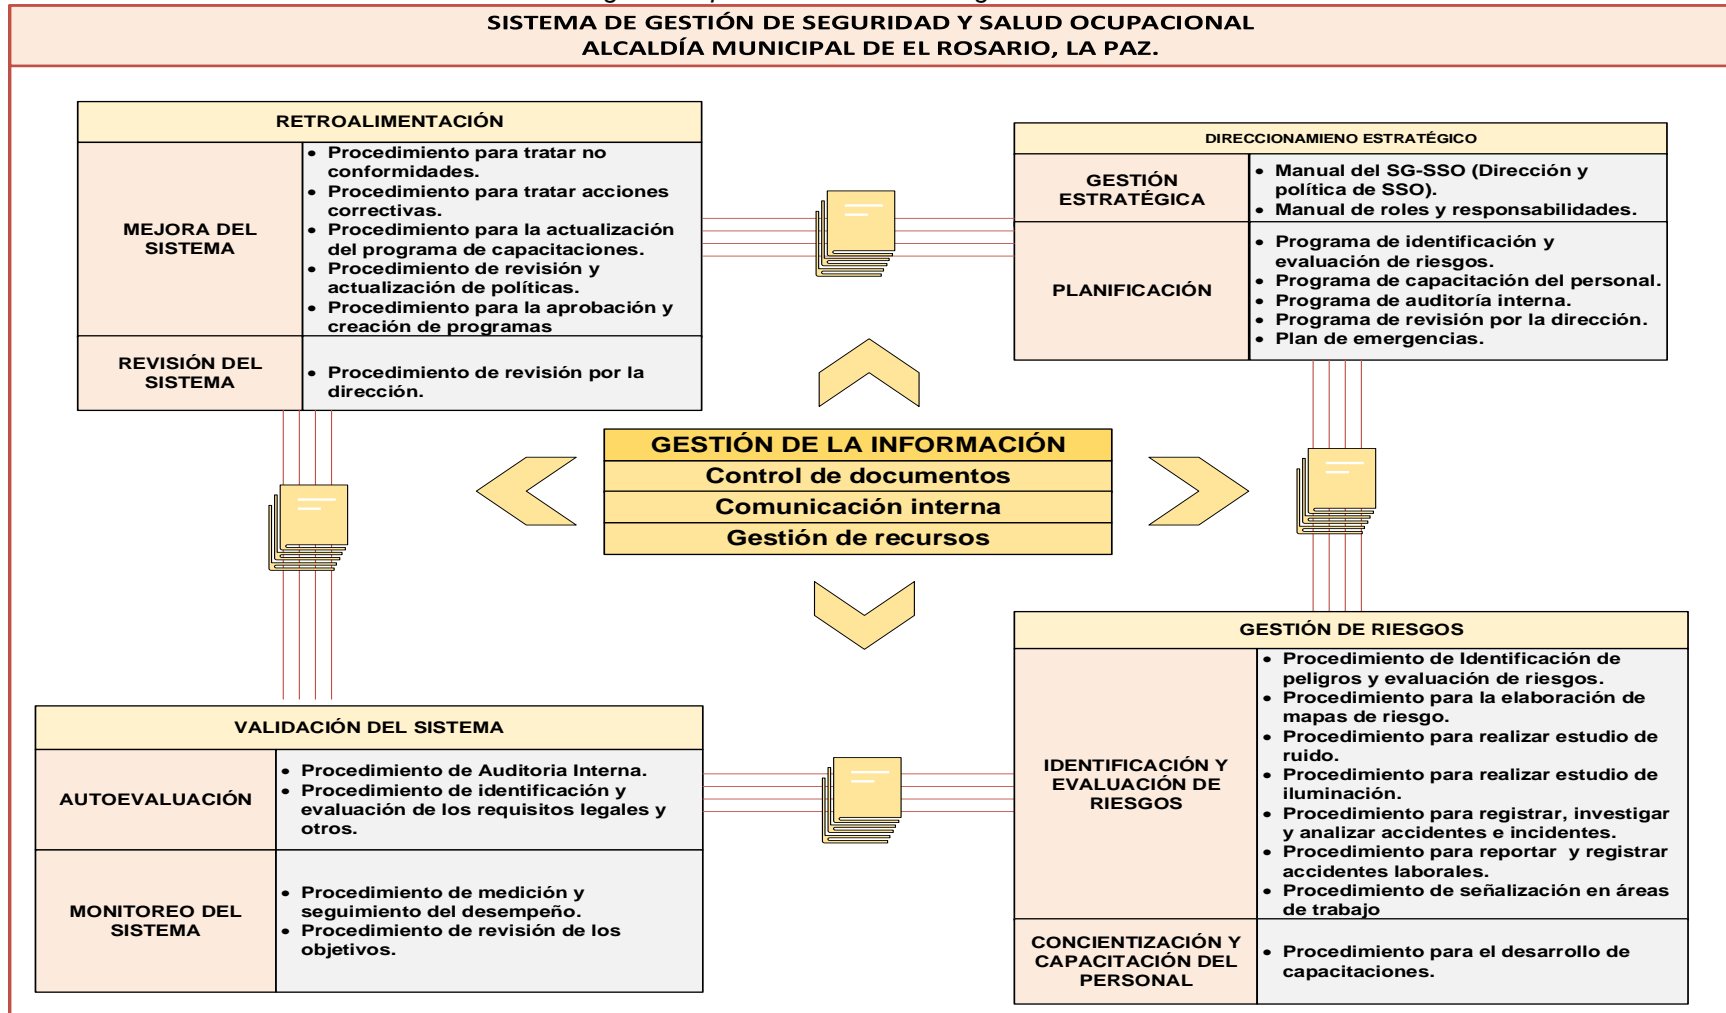 SISTEMA DE GESTIÓN DE SEGURIDAD Y SALUD OCUPACIONAL
ALCALDÍA MUNICIPAL DE EL ROSARIO, LA PAZ.
RETROALIMENTACIÓN
MEJORA DEL
SISTEMA
• Procedimiento para tratar no
conformidades.
• Procedimiento para tratar acciones
correctivas.
• Procedimiento para la actualización
del programa de capacitaciones.
• Procedimiento de revisión y
actualización de políticas.
• Procedimiento para la aprobación y
creación de programas
REVISIÓN DEL
SISTEMA
• Procedimiento de revisión por la
dirección.
DIRECCIONAMIENO ESTRATÉGICO
GESTIÓN
ESTRATÉGICA
• Manual del SG-SSO (Dirección y
política de SSO).
• Manual de roles y responsabilidades.
PLANIFICACIÓN
• Programa de identificación y
evaluación de riesgos.
• Programa de capacitación del personal.
• Programa de auditoría interna.
• Programa de revisión por la dirección.
• Plan de emergencias.
GESTIÓN DE LA INFORMACIÓN
Control de documentos
Comunicación interna
Gestión de recursos
VALIDACIÓN DEL SISTEMA
AUTOEVALUACIÓN
• Procedimiento de Auditoria Interna.
• Procedimiento de identificación y
evaluación de los requisitos legales y
otros.
MONITOREO DEL
SISTEMA
• Procedimiento de medición y
seguimiento del desempeño.
• Procedimiento de revisión de los
objetivos.
GESTIÓN DE RIESGOS
IDENTIFICACIÓN Y
EVALUACIÓN DE
RIESGOS
• Procedimiento de Identificación de
peligros y evaluación de riesgos.
• Procedimiento para la elaboración de
mapas de riesgo.
• Procedimiento para realizar estudio de
ruido.
• Procedimiento para realizar estudio de
iluminación.
• Procedimiento para registrar, investigar
y analizar accidentes e incidentes.
• Procedimiento para reportar y registrar
accidentes laborales.
• Procedimiento de señalización en áreas
de trabajo
CONCIENTIZACIÓN Y
CAPACITACIÓN DEL
PERSONAL
• Procedimiento para el desarrollo de
capacitaciones.